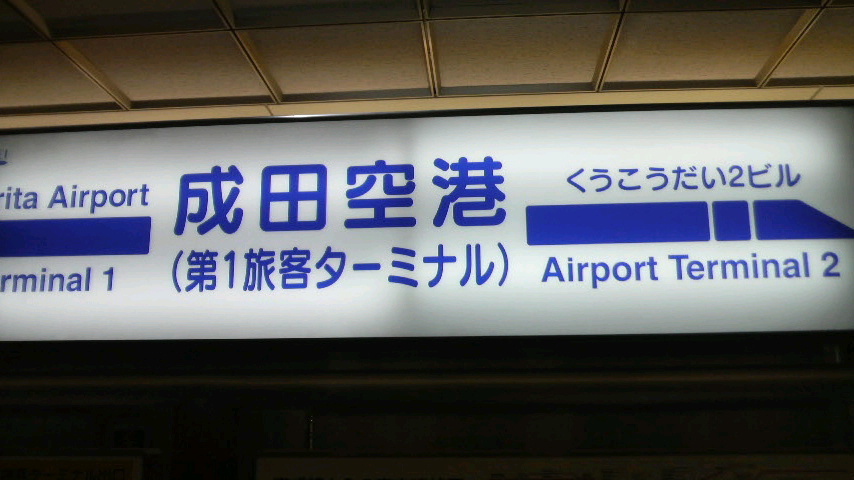 rita Airport
rminal 1
成田空港
(第1旅客ターミナル)
くうこうだい2ビル
Airport Terminal 2